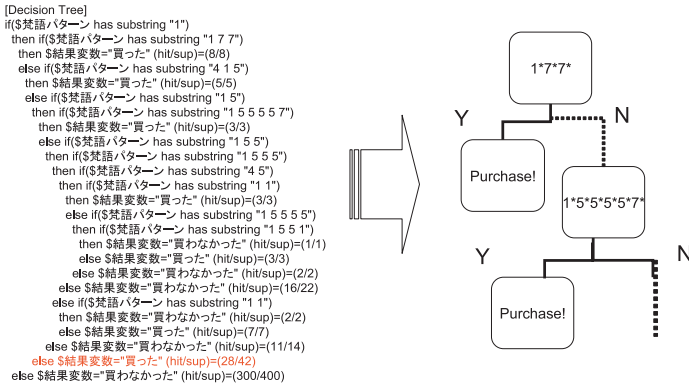 [Decision Tree]
if($梵語パターン has substring "1")
then if($梵語パターン has substring "1 7 7")
then $結果変数="買った" (hit/sup)=(8/8)
else if($梵語パターン has substring "4 1 5")
then $結果変数="買った" (hit/sup)=(5/5)
else if($梵語パターン has substring "1 5")
then if($梵語パターン has substring "1 5 5 5 5 7")
then $結果変数="買った" (hit/sup)=(3/3)
else if($梵語パターン has substring "1 5 5")
then if($梵語パターン has substring "1 5 5 5")
then if($梵語パターン has substring "4 5")
then if($梵語パターン has substring "1 1")
then $結果変数="買った" (hit/sup)=(3/3)
else if($梵語パターン has substring "1 5 5 5 5")
then if($梵語パターン has substring "1 5 5 1")
then $結果変数="買わなかった" (hit/sup)=(1/1)
else $結果変数="買った" (hit/sup)=(3/3)
else $結果変数="買わなかった" (hit/sup)=(2/2)
else $結果変数="買わなかった" (hit/sup)=(16/22)
else if($梵語パターン has substring "1 1")
then $結果変数="買わなかった" (hit/sup)=(2/2)
else $結果変数="買った" (hit/sup)=(7/7)
else $結果変数="買わなかった" (hit/sup)=(11/14)
else $結果変数="買った" (hit/sup)=(28/42)
else $結果変数="買わなかった" (hit/sup)=(300/400)
1*7*7*
Y
N
Purchase!
1*5*5*5*5*7*
Y
N
Purchase!